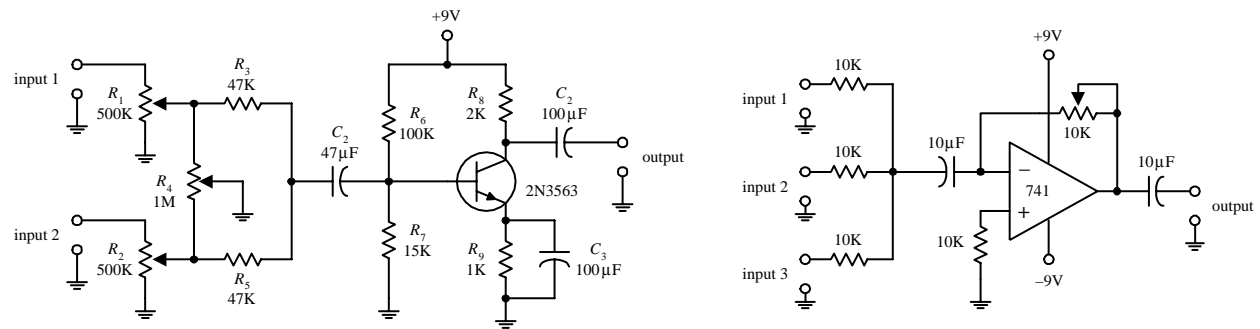 +9V
input 1
R1
500K
R3
47K
R4
1M
input 2
R2
500K
R5
47K
C2
47µF
R6
100K
R7
15K
R8
2K
C2
100µF
output
2N3563
R9
1K
C3
100µF
+9V
10K
input 1
10K
input 2
10K
input 3
10µF
10K
−
741
+
10K
–9V
10µF
output